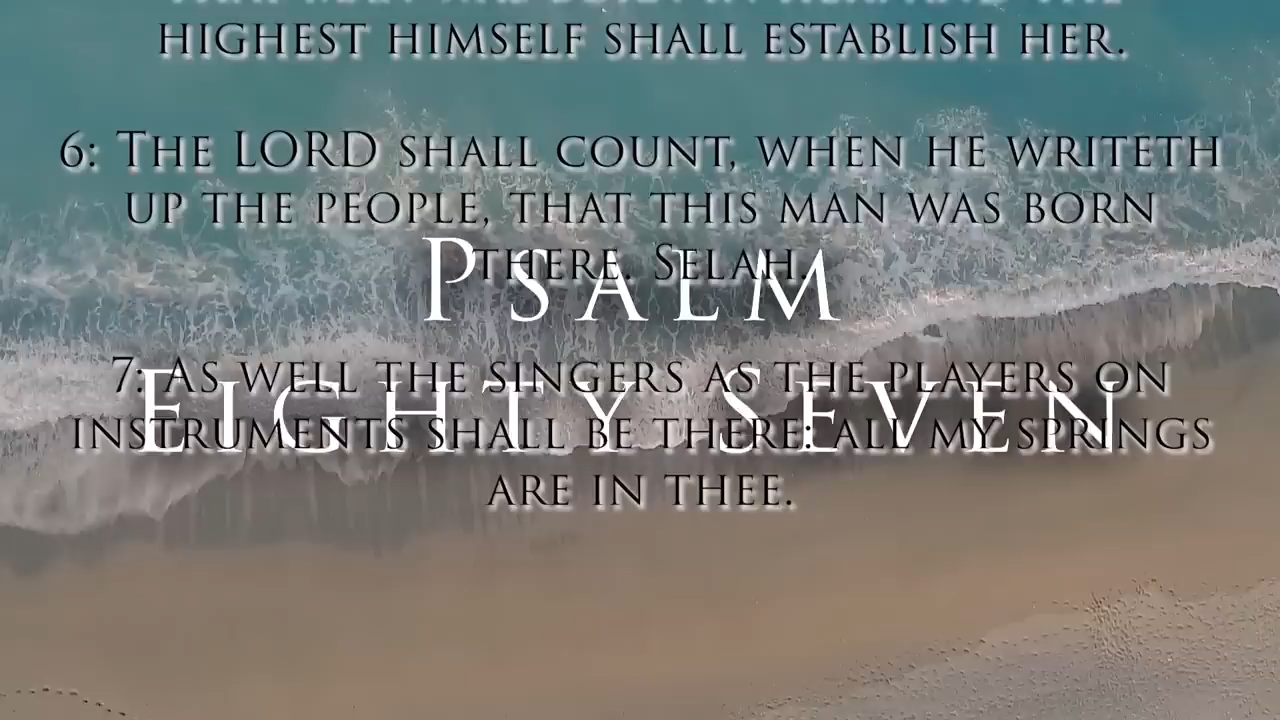 HIGHEST HIMSELF SHALL ESTABLISH HER.
6: THE LORD SHALL COUNT, WHEN HE WRITETH
UP THE PEOPLE, THAT THIS MAN WAS BORN
THERE. SELAH.
PSALM
7: AS WELL THE SINGERS AS THE PLAYERS ON
EIGHTY SEVEN
INSTRUMENTS SHALL BE THERE: ALL MY SPRINGS
ARE IN THEE.